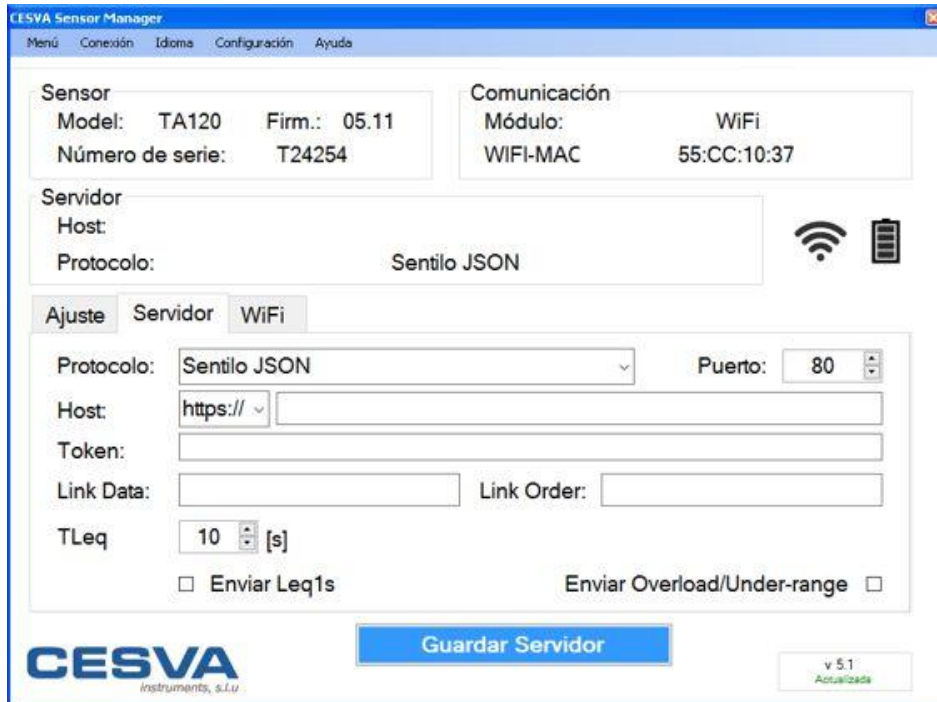 CESVA Sensor Manager
Menú Conexión Idioma Configuración Ayuda
Sensor
Model: TA120 Firm.: 05.11
Número de serie: T24254
Comunicación
Módulo: WiFi
WIFI-MAC 55:CC:10:37
Servidor
Host:
Protocolo: Sentilo JSON
Ajuste Servidor WiFi
Protocolo: Sentilo JSON Puerto: 80
Host: https://
Token:
Link Data: Link Order:
TLeq 10 [s]
Enviar Leq1s Enviar Overload/Under-range
Guardar Servidor
CESVA
instruments, s.l.u
v 5.1
Actualizada